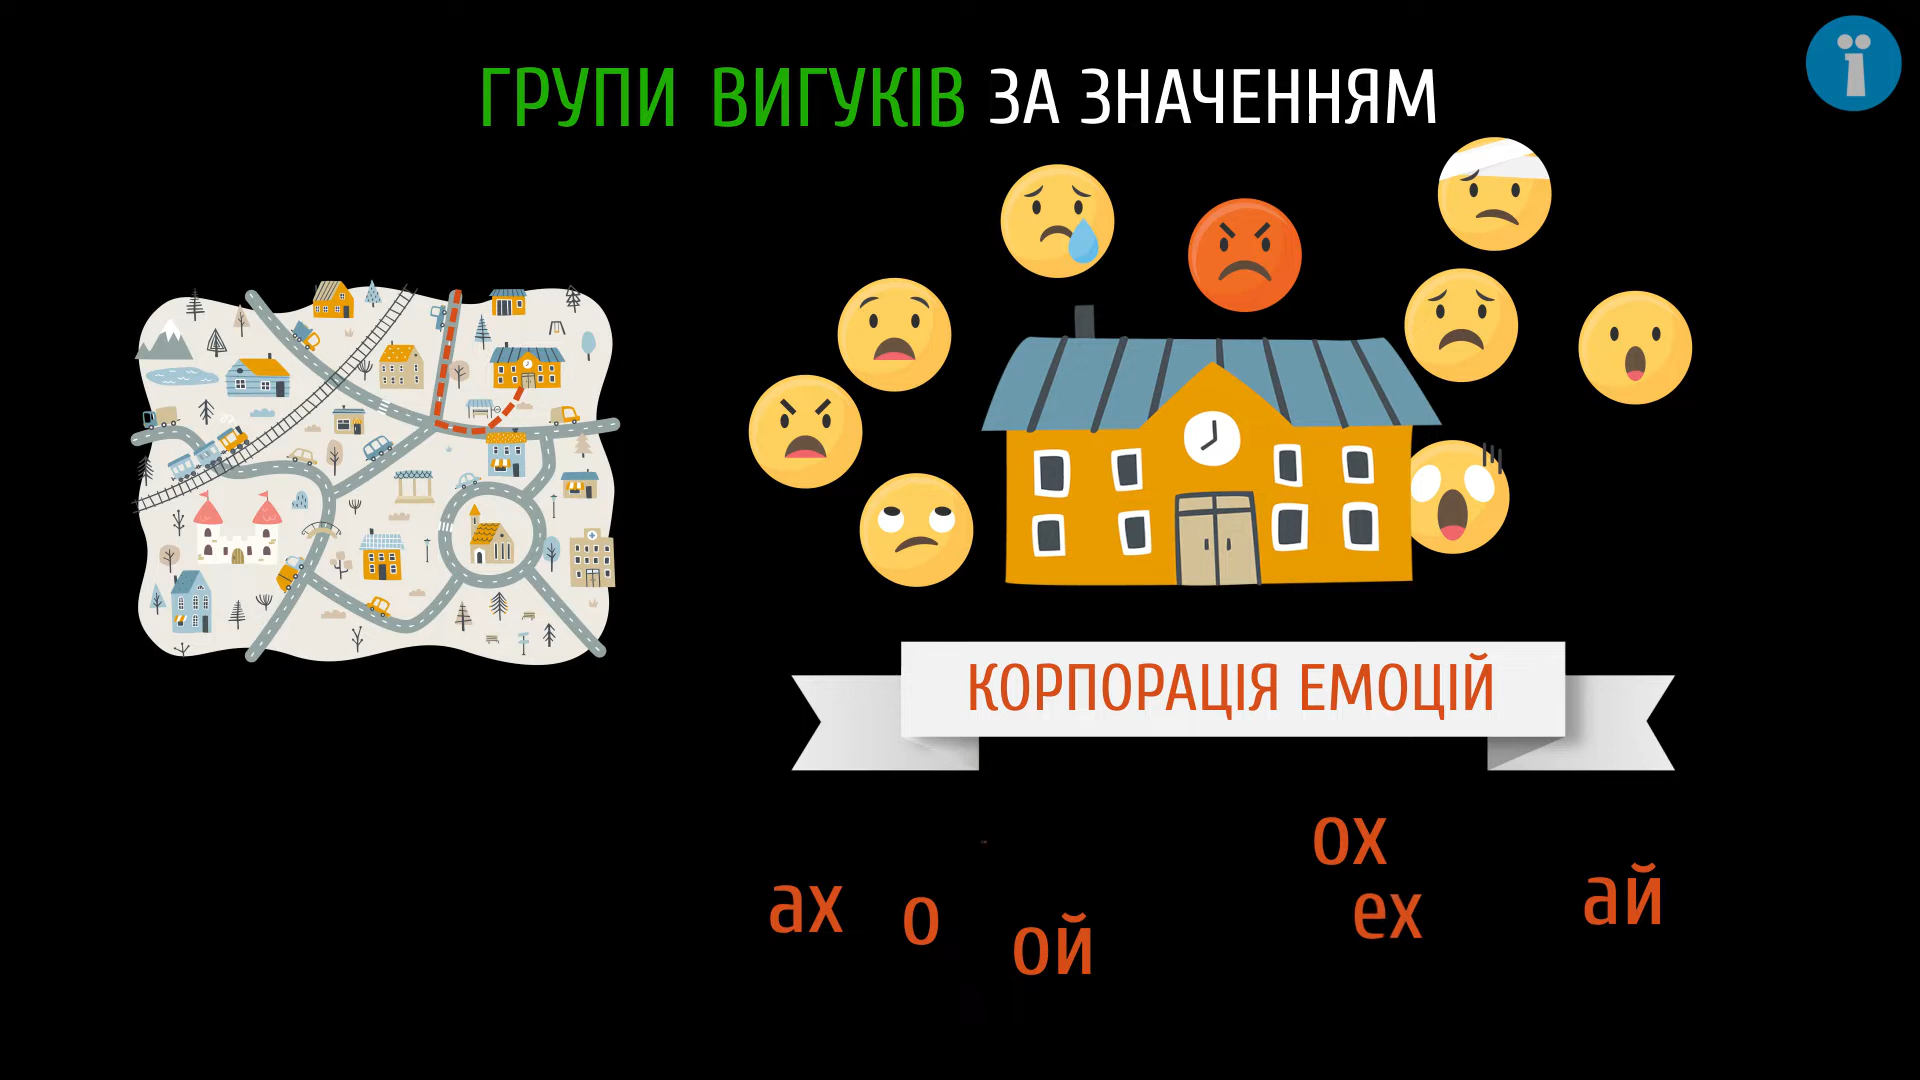 ГРУПИ ВИГУКІВ ЗА ЗНАЧЕННЯМ
ї
КОРПОРАЦІЯ ЕМОЦІЙ
ох
ах о ой ех ай